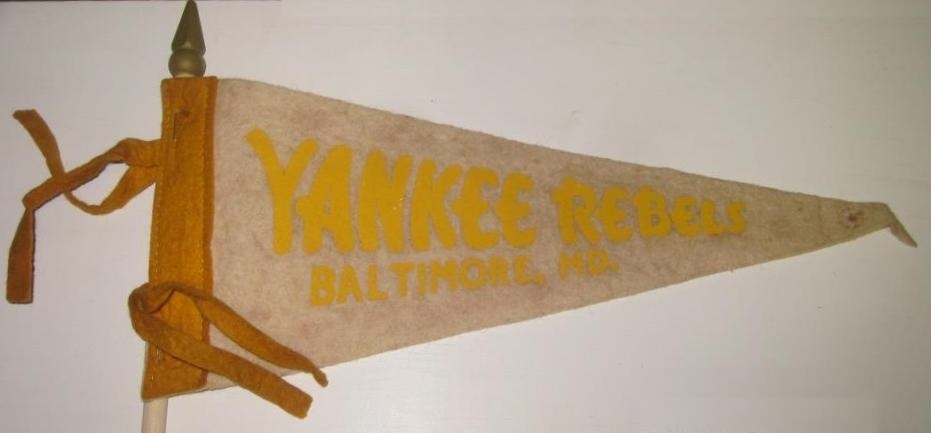 YANKEE REBELS
BALTIMORE, MD.